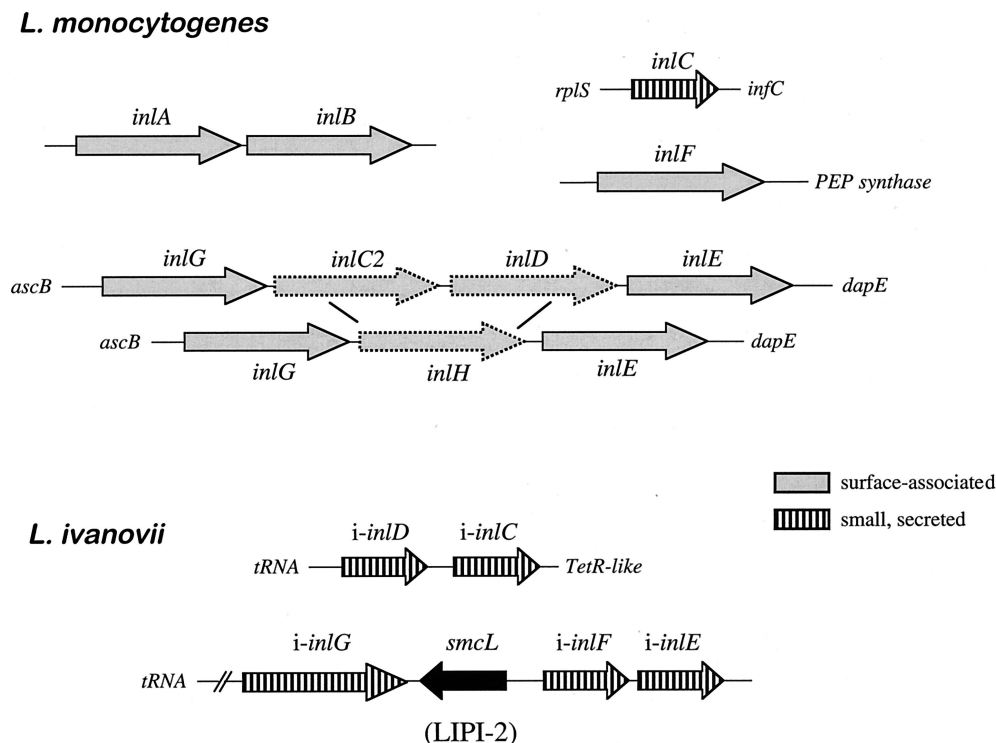 L. monocytogenes
inlC
rplS infC
inlA inlB
inlF
PEP synthase
inlG inlC2 inlD inlE
ascB dapE
ascB dapE
inlG inlH inlE
surface-associated
small, secreted
L. ivanovii
i-inlD i-inlC
tRNA TetR-like
i-inlG smcL i-inlF i-inlE
tRNA
(LIPI-2)